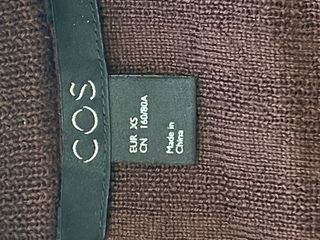 COS
EUR XS
CN 160/80A
Made in
China